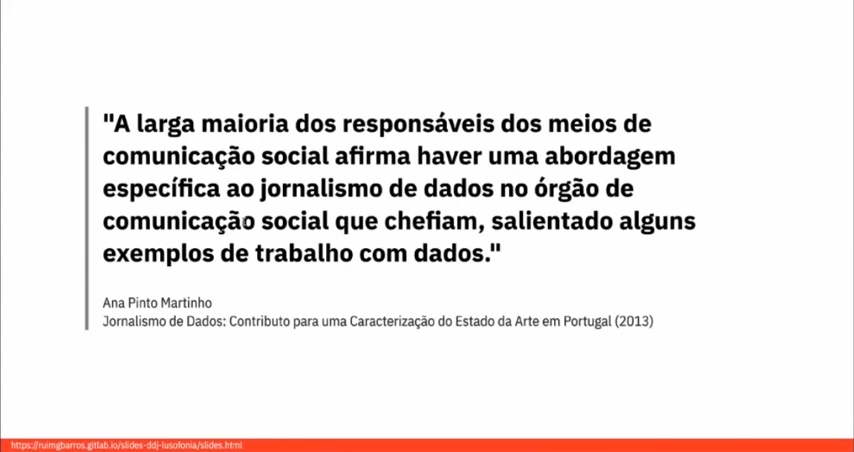 "A larga maioria dos responsáveis dos meios de
comunicação social afirma haver uma abordagem
específica ao jornalismo de dados no órgão de
comunicação social que chefiam, salientado alguns
exemplos de trabalho com dados."
Ana Pinto Martinho
Jornalismo de Dados: Contributo para uma Caracterização do Estado da Arte em Portugal (2013)
https://ruimgbarros.gitlab.io/slides-ddj-lusofonia/slides.html